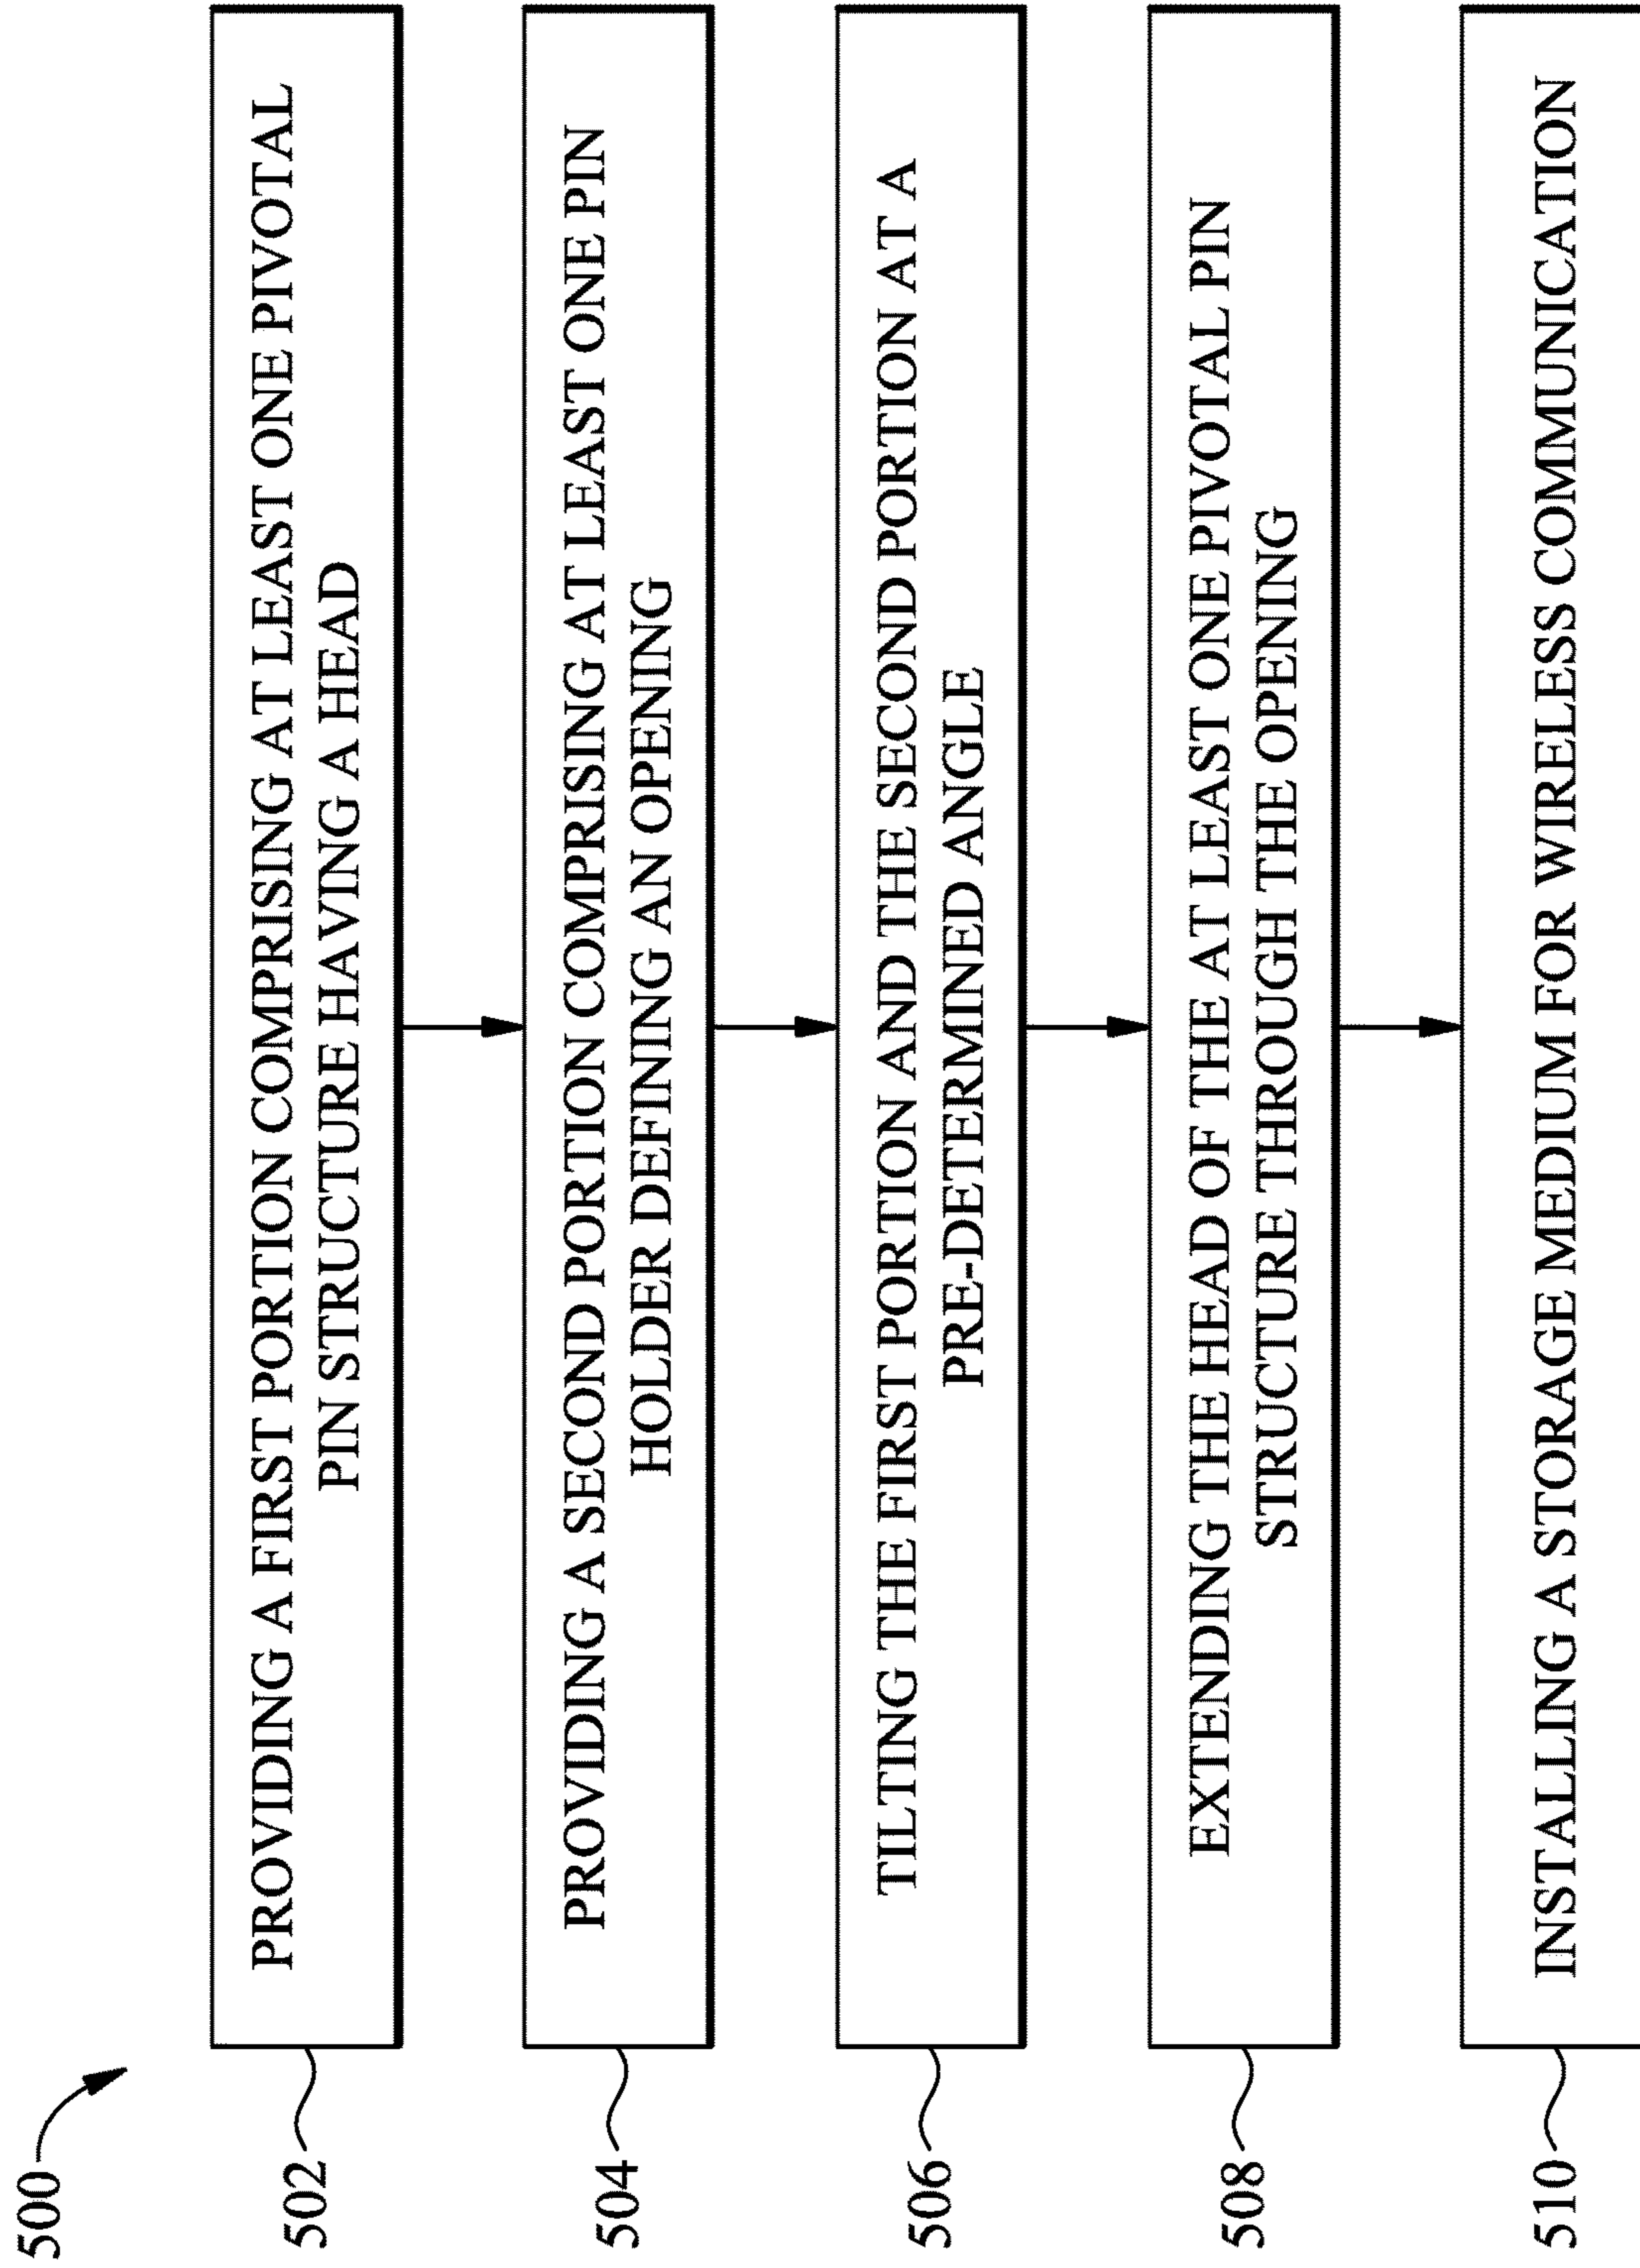 500
502
PROVIDING A FIRST PORTION COMPRISING AT LEAST ONE PIVOTAL
PIN STRUCTURE HAVING A HEAD
504
PROVIDING A SECOND PORTION COMPRISING AT LEAST ONE PIN
HOLDER DEFINING AN OPENING
506
TILTING THE FIRST PORTION AND THE SECOND PORTION AT A
PRE-DETERMINED ANGLE
508
EXTENDING THE HEAD OF THE AT LEAST ONE PIVOTAL PIN
STRUCTURE THROUGH THE OPENING
510
INSTALLING A STORAGE MEDIUM FOR WIRELESS COMMUNICATION